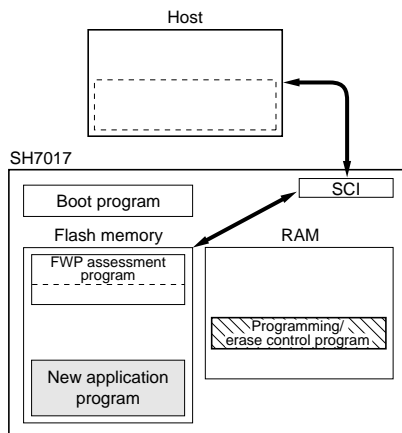 Host
SH7017
SCI
Boot program
Flash memory
RAM
FWP assessment
program
Programming/
erase control program
New application
program